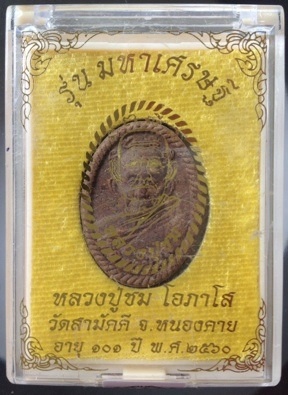 รุ่น มหาเศรษฐี
หลวงปู่ชม โอภาโส
วัดสามัคคี จ.หนองคาย
อายุ ๑๐๑ ปี พ.ศ.๒๕๖๐